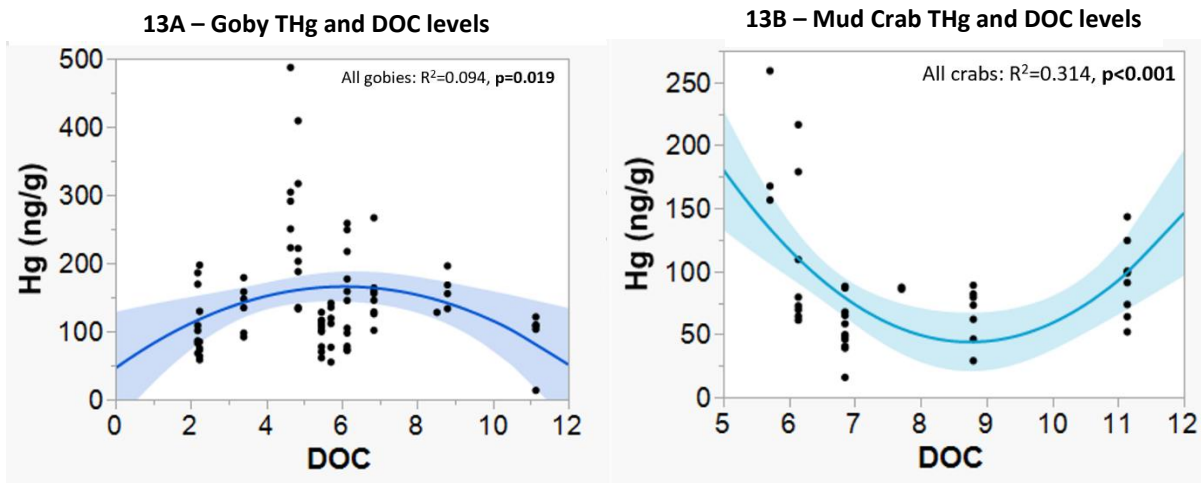 13A – Goby THg and DOC levels
All gobies: R²=0.094, p=0.019
Hg (ng/g)
500
400
300
200
100
0
0 2 4 6 8 10 12
DOC
13B – Mud Crab THg and DOC levels
All crabs: R²=0.314, p<0.001
Hg (ng/g)
250
200
150
100
50
0
5 6 7 8 9 10 11 12
DOC